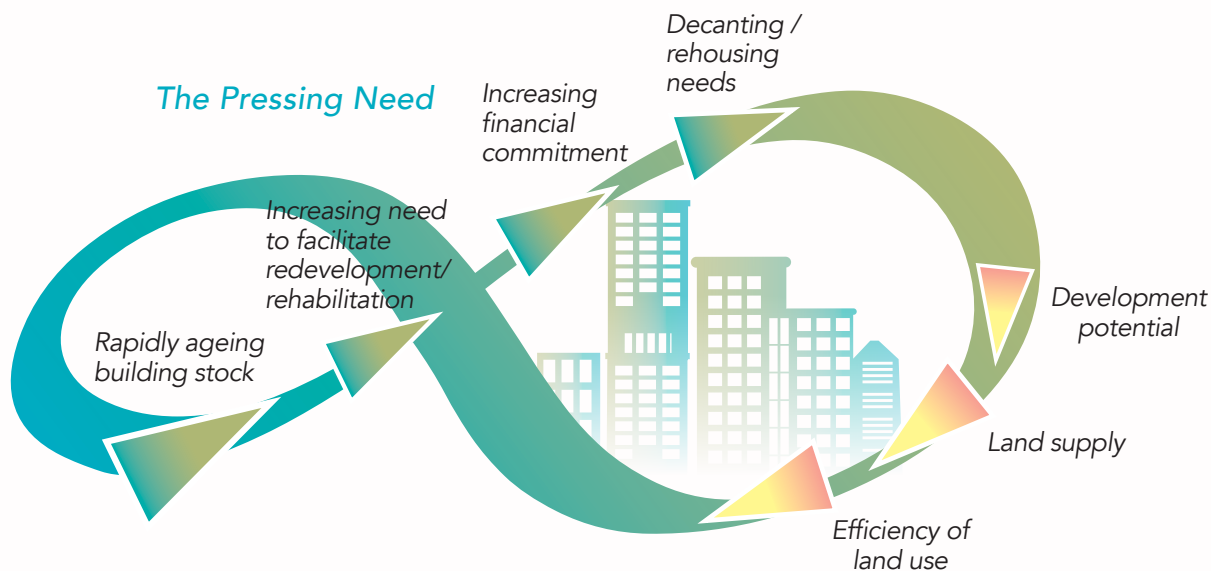 The Pressing Need
Rapidly ageing
building stock
Increasing need
to facilitate
redevelopment/
rehabilitation
Increasing
financial
commitment
Decanting /
rehousing
needs
Development
potential
Land supply
Efficiency of
land use